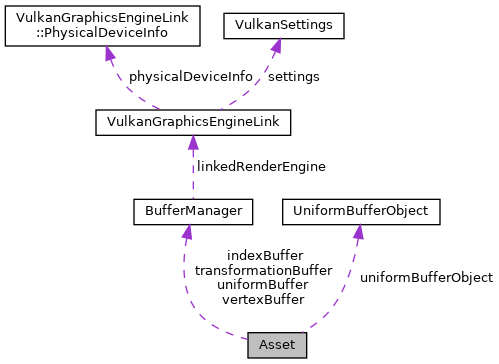 VulkanGraphicsEngineLink
::PhysicalDeviceInfo
VulkanSettings
physicalDeviceInfo
settings
VulkanGraphicsEngineLink
linkedRenderEngine
BufferManager
UniformBufferObject
indexBuffer
transformationBuffer
uniformBuffer
vertexBuffer
uniformBufferObject
Asset